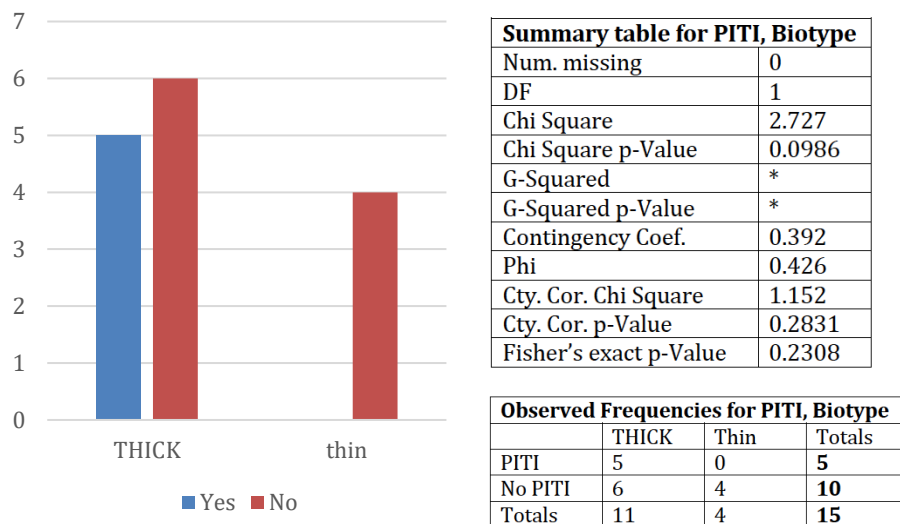 7
6
5
4
3
2
1
0
THICK thin
Yes No
Summary table for PITI, Biotype
Num. missing 0
DF 1
Chi Square 2.727
Chi Square p-Value 0.0986
G-Squared *
G-Squared p-Value *
Contingency Coef. 0.392
Phi 0.426
Cty. Cor. Chi Square 1.152
Cty. Cor. p-Value 0.2831
Fisher's exact p-Value 0.2308
Observed Frequencies for PITI, Biotype
THICK Thin Totals
PITI 5 0 5
No PITI 6 4 10
Totals 11 4 15